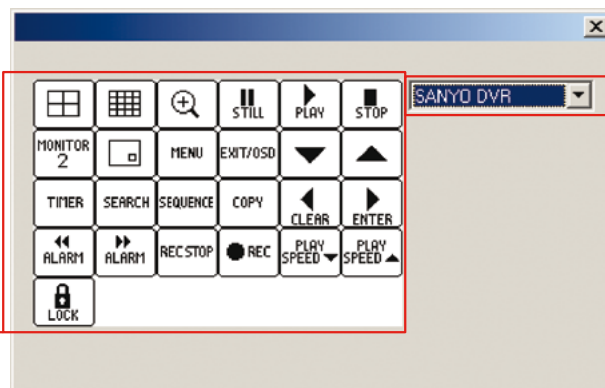 STILL PLAY STOP SANYO DVR
MONITOR
2 MENU EXIT/OSD
TIMER SEARCH SEQUENCE COPY CLEAR ENTER
ALARM ALARM REC STOP REC PLAY SPEED PLAY SPEED
LOCK